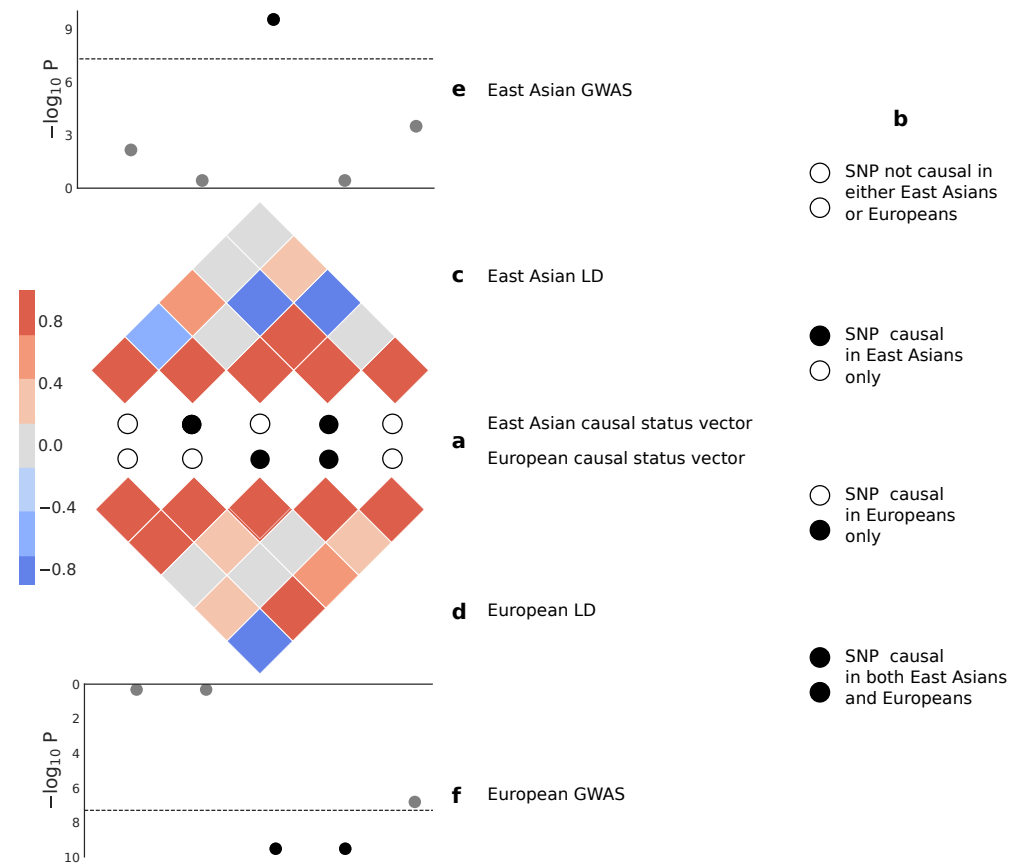 9
6
3
0
−log10 P
e East Asian GWAS
b
SNP not causal in
either East Asians
or Europeans
c East Asian LD
0.8
0.4
0.0
−0.4
−0.8
SNP causal
in East Asians
only
East Asian causal status vector
a
European causal status vector
SNP causal
in Europeans
only
d European LD
SNP causal
in both East Asians
and Europeans
0
2
4
6
8
10
−log10 P
f European GWAS